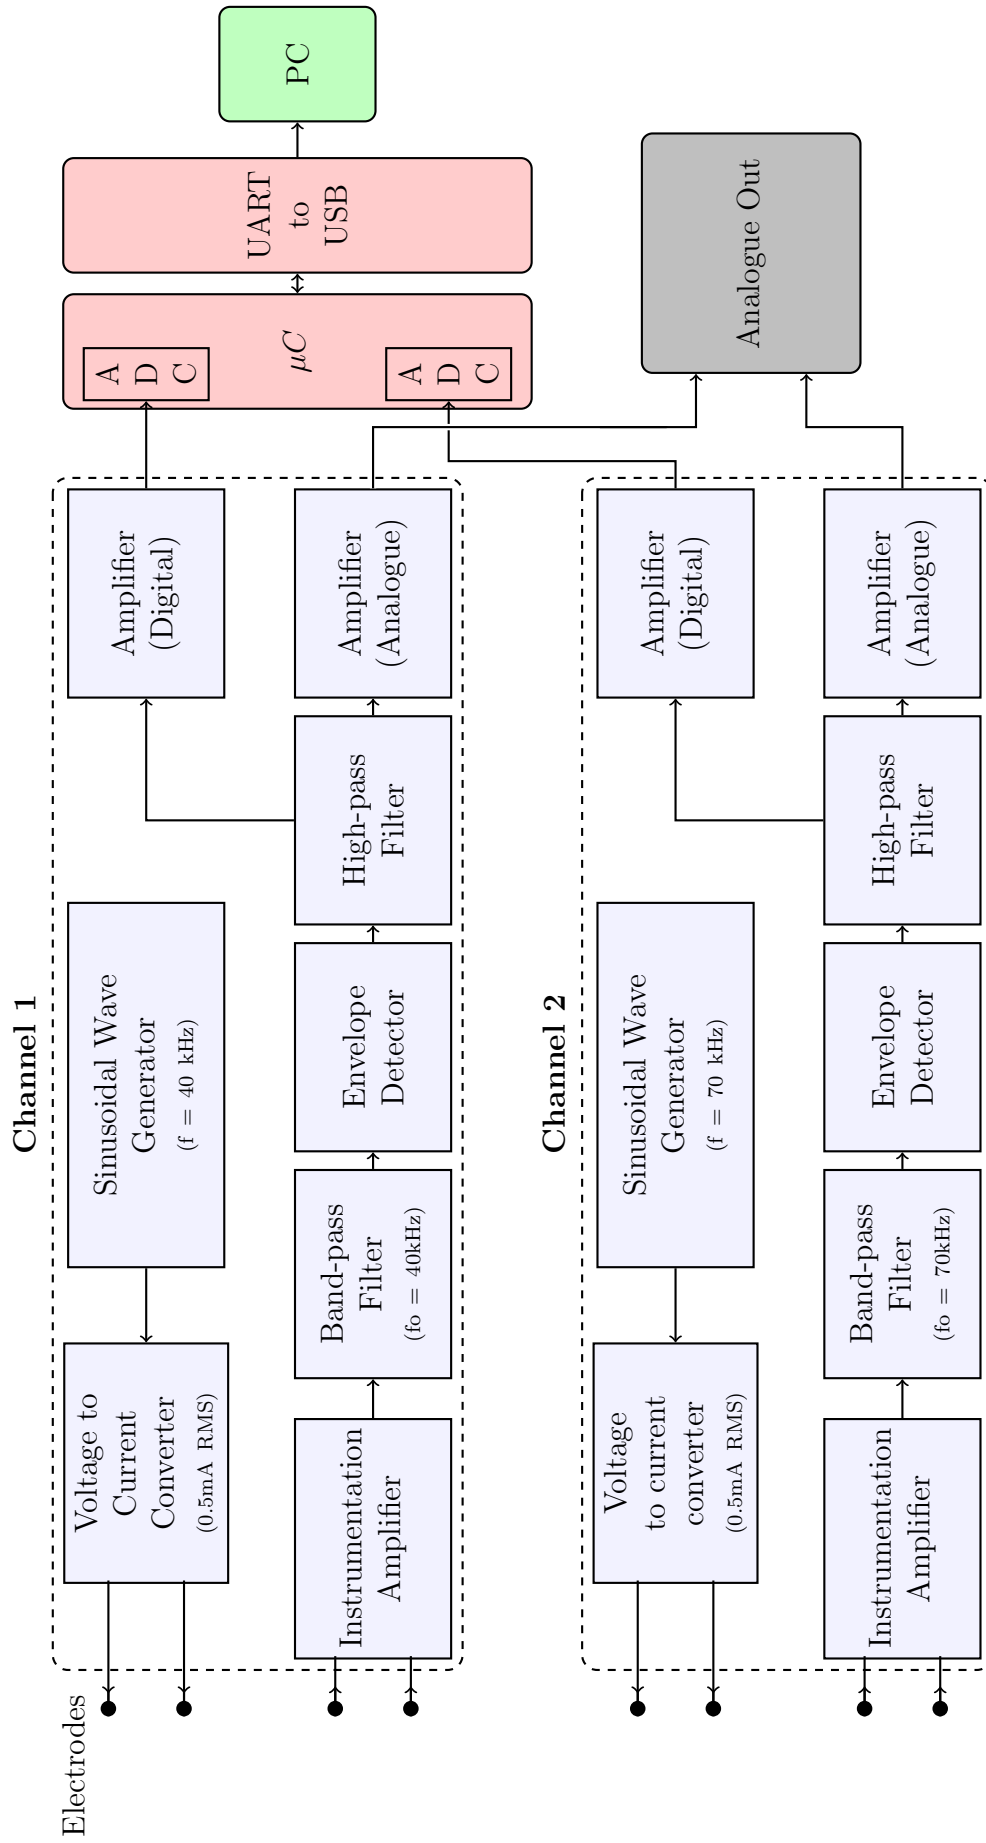 Channel 1
Electrodes
Voltage to
Current
Converter
(0.5mA RMS)
Sinusoidal Wave
Generator
(f = 40 kHz)
Amplifier
(Digital)
Instrumentation
Amplifier
Band-pass
Filter
(fo = 40kHz)
Envelope
Detector
High-pass
Filter
Amplifier
(Analogue)
A
D
C
μC
A
D
C
UART
to
USB
PC
Channel 2
Voltage
to current
converter
(0.5mA RMS)
Sinusoidal Wave
Generator
(f = 70 kHz)
Amplifier
(Digital)
Instrumentation
Amplifier
Band-pass
Filter
(fo = 70kHz)
Envelope
Detector
High-pass
Filter
Amplifier
(Analogue)
Analogue Out